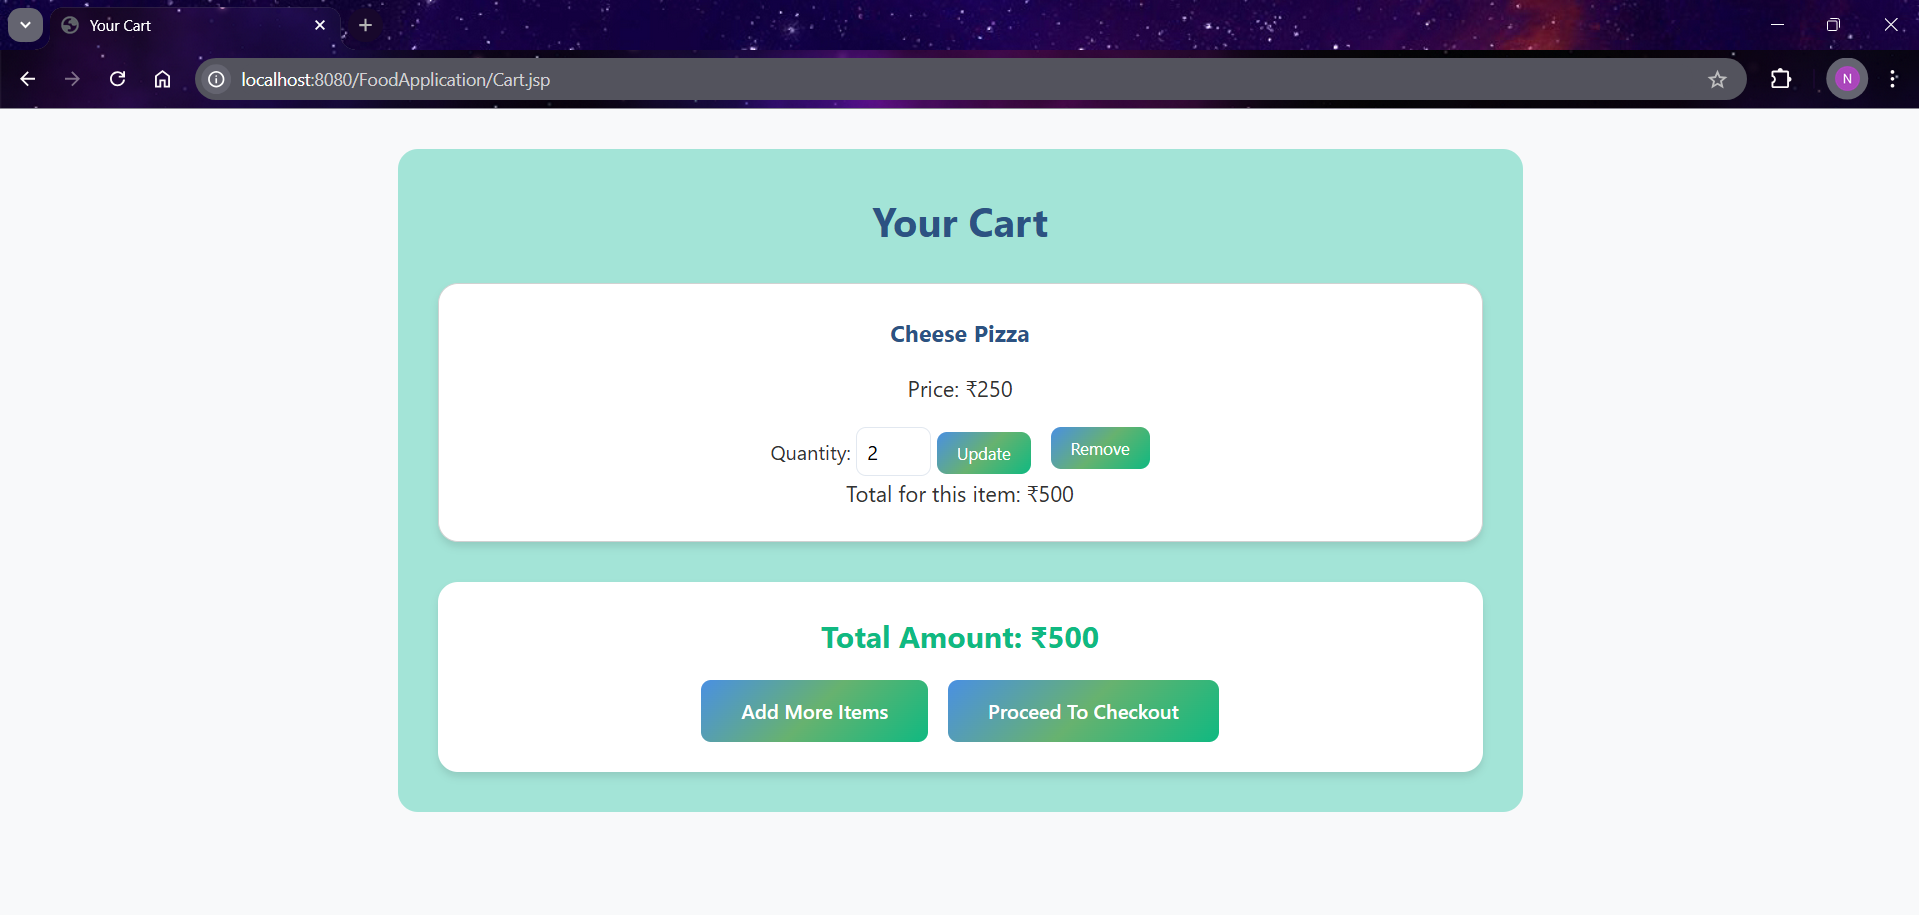 Your Cart
localhost:8080/FoodApplication/Cart.jsp
N
Your Cart
Cheese Pizza
Price: ₹250
Quantity: 2 Update Remove
Total for this item: ₹500
Total Amount: ₹500
Add More Items Proceed To Checkout